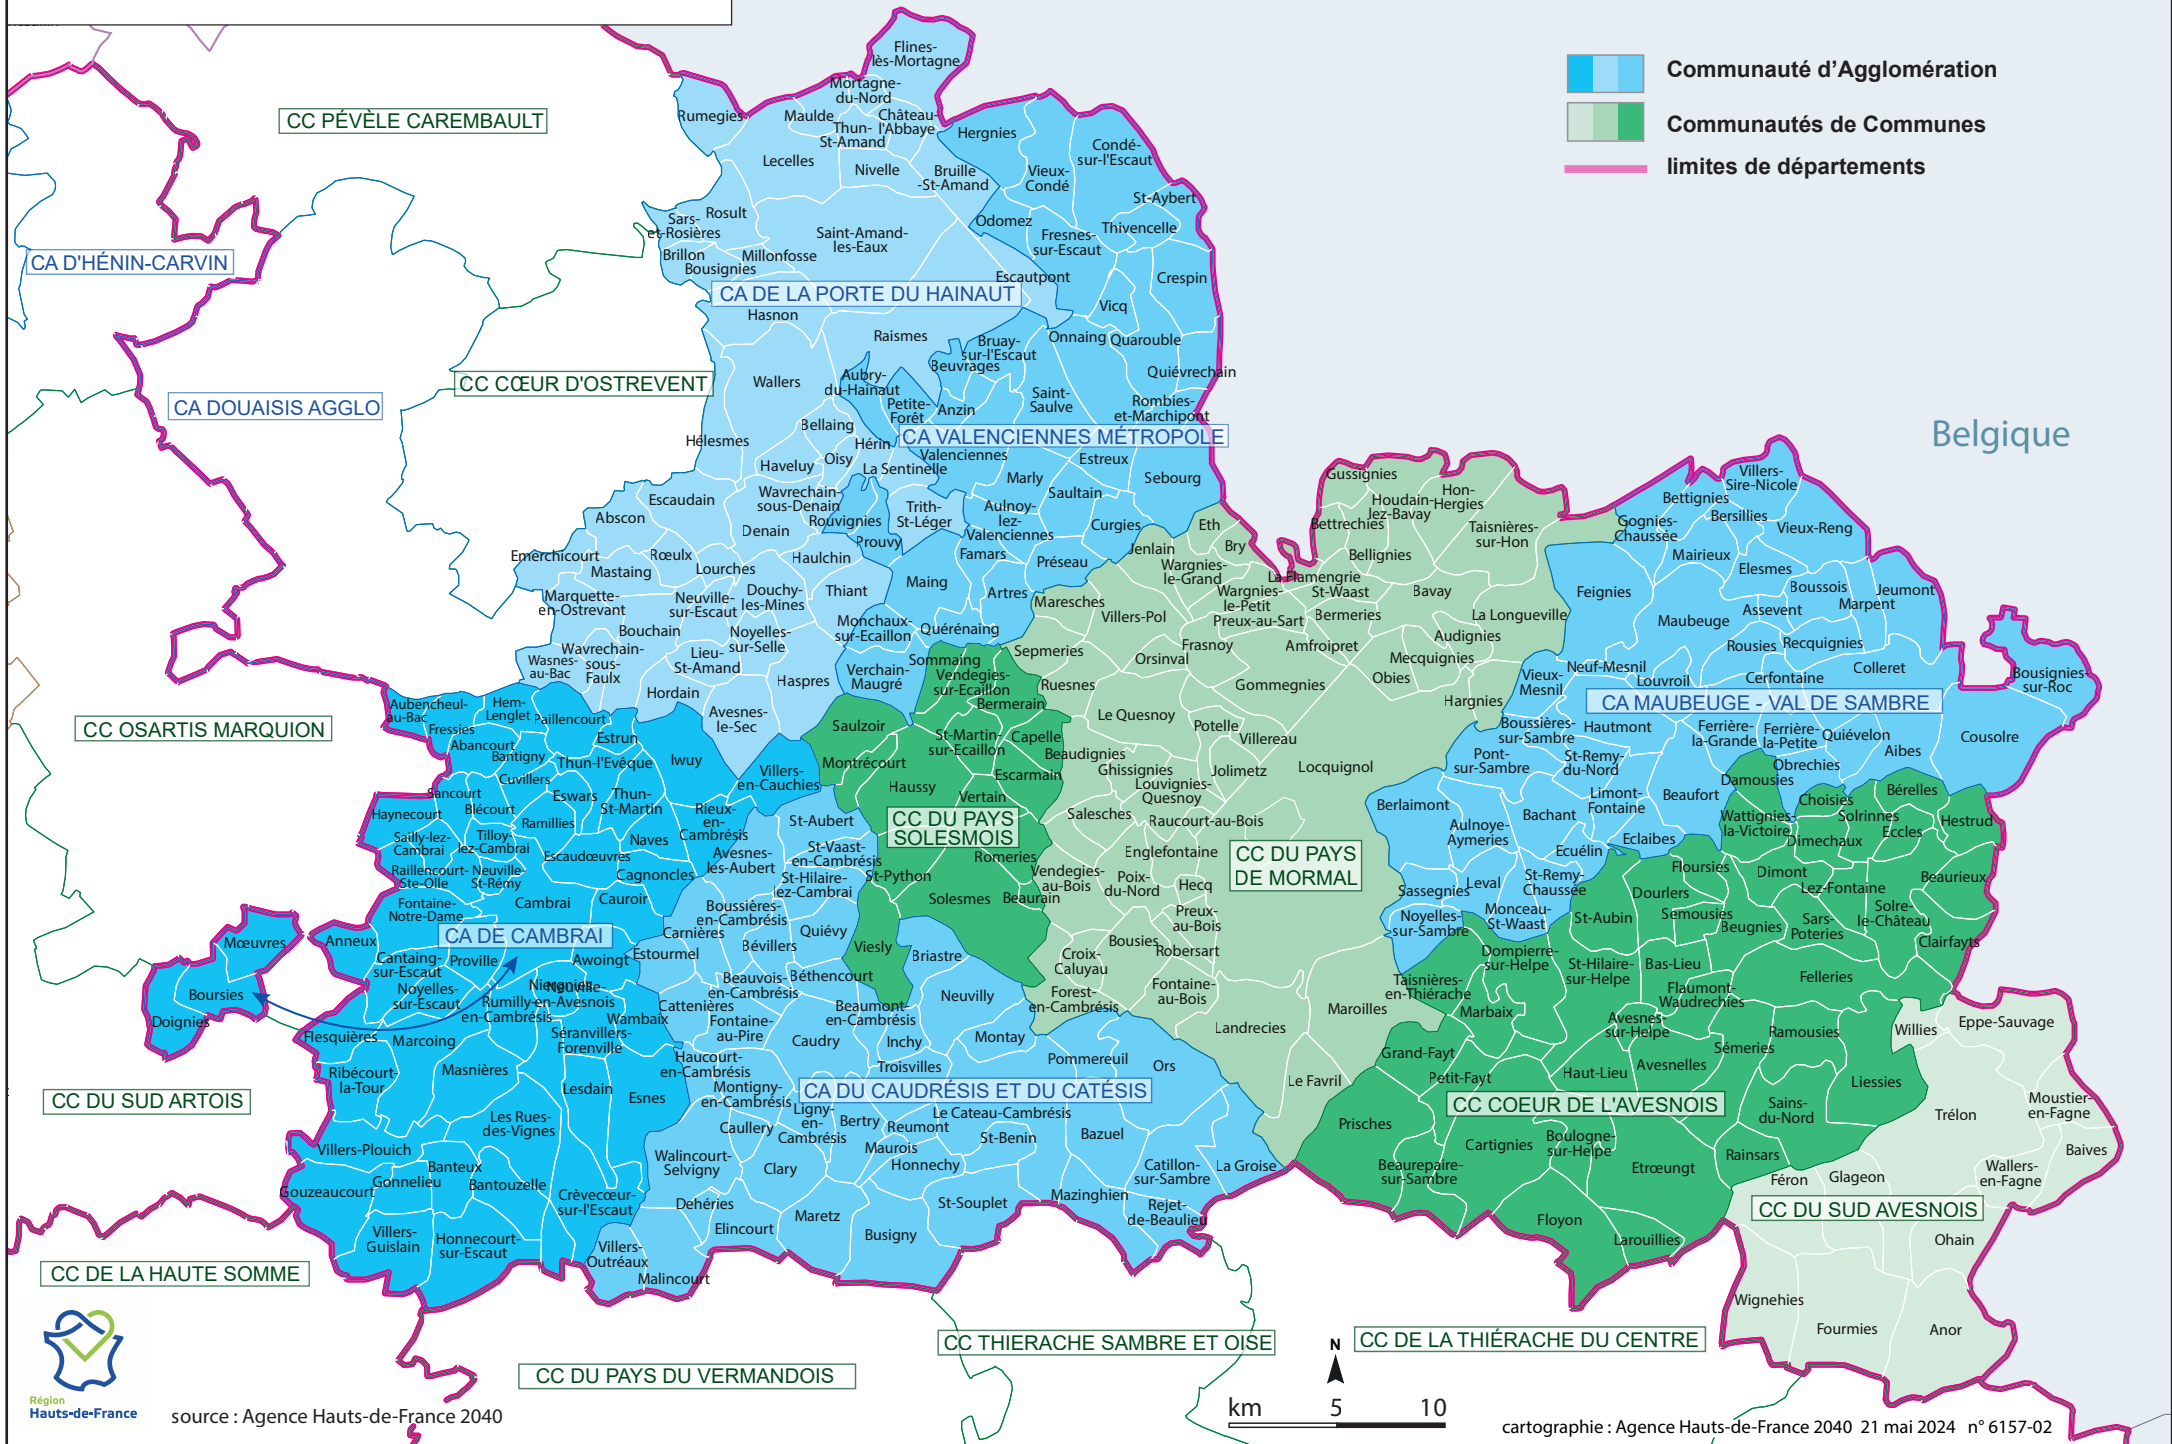 Communauté d'Agglomération
Communautés de Communes
limites de départements
Belgique
CC PÉVÈLE CAREMBAULT
CA D'HÉNIN-CARVIN
CA DOUAISIS AGGLO
CC CŒUR D'OSTREVENT
CC OSARTIS MARQUION
CC DU SUD ARTOIS
CC DE LA HAUTE SOMME
CC DU PAYS DU VERMANDOIS
CC THIERACHE SAMBRE ET OISE
CC DE LA THIÉRACHE DU CENTRE
CA DE LA PORTE DU HAINAUT
Flines-
lès-Mortagne
Mortagne-
du-Nord
Rumegies
Maulde
Château-
l'Abbaye
Thun-
St-Amand
Lecelles
Nivelle
Bruille
-St-Amand
Rosult
Sars-
et-Rosières
Brillon
Bousignies
Millonfosse
Saint-Amand-
les-Eaux
Escautpont
Hasnon
Raismes
Wallers
Bellaing
Hélesmes
Haveluy
Oisy
Hérin
La Sentinelle
Petite-
Forêt
Escaudain
Wavrechain-
sous-Denain
Abscon
Denain
Trith-
St-Léger
Emerchicourt
Mastaing
Rœulx
Lourches
Haulchin
Marquette-
en-Ostrevant
Neuville-
sur-Escaut
Douchy-
les-Mines
Thiant
Bouchain
Noyelles-
sur-Selle
Wavrechain-
sous-
Faulx
Wasnes-
au-Bac
Lieu-
St-Amand
Hordain
Haspres
Avesnes-
le-Sec
CA VALENCIENNES MÉTROPOLE
Hergnies
Condé-
sur-l'Escaut
Vieux-
Condé
St-Aybert
Odomez
Fresnes-
sur-Escaut
Thivencelle
Crespin
Vicq
Onnaing
Quarouble
Bruay-
sur-l'Escaut
Beuvrages
Quiévrechain
Aubry-
du-Hainaut
Anzin
Saint-
Saulve
Rombies-
et-Marchipont
Valenciennes
Estreux
Marly
Saultain
Sebourg
Rouvignies
Prouvy
Aulnoy-
lez-
Valenciennes
Curgies
Famars
Préseau
Maing
Artres
Monchaux-
sur-Ecaillon
Quérénaing
Verchain-
Maugré
CC DU PAYS
DE MORMAL
Gussignies
Houdain-
lez-Bavay
Hon-
Hergies
Bettrechies
Taisnières-
sur-Hon
Eth
Bry
Jenlain
Bellignies
Wargnies-
le-Grand
La Flamengrie
St-Waast
Wargnies-
le-Petit
Bavay
Maresches
Villers-Pol
Preux-au-Sart
Bermeries
La Longueville
Sepmeries
Frasnoy
Orsinval
Amfroipret
Audignies
Mecquignies
Obies
Ruesnes
Gommegnies
Hargnies
Le Quesnoy
Potelle
Villereau
Beaudignies
Ghissignies
Louvignies-
Quesnoy
Jolimetz
Locquignol
Salesches
Raucourt-au-Bois
Englefontaine
Vendegies-
au-Bois
Poix-
du-Nord
Hecq
Preux-
au-Bois
Bousies
Robersart
Croix-
Caluyau
Forest-
en-Cambrésis
Fontaine-
au-Bois
Landrecies
Maroilles
Le Favril
CA MAUBEUGE - VAL DE SAMBRE
Villers-
Sire-Nicole
Bettignies
Gognies-
Chaussée
Bersillies
Vieux-Reng
Mairieux
Elesmes
Feignies
Boussois
Jeumont
Marpent
Assevent
Maubeuge
Rousies
Recquignies
Bousignies-
sur-Roc
Neuf-Mesnil
Louvroil
Cerfontaine
Colleret
Vieux-
Mesnil
Boussières-
sur-Sambre
Hautmont
Ferrière-
la-Grande
Ferrière-
la-Petite
Quiévelon
Aibes
Cousolre
Pont-
sur-Sambre
St-Remy-
du-Nord
Obrechies
Damousies
Berlaimont
Limont-
Fontaine
Beaufort
Bachant
Aulnoye-
Aymeries
Ecuélin
Eclaibes
Sassegnies
Leval
St-Remy-
Chaussée
Noyelles-
sur-Sambre
Monceau-
St-Waast
CC COEUR DE L'AVESNOIS
Choisies
Bérelles
Wattignies-
la-Victoire
Solrinnes
Eccles
Hestrud
Dimechaux
Floursies
Dimont
Lez-Fontaine
Beaurieux
Dourlers
St-Aubin
Semousies
Beugnies
Sars-
Poteries
Solre-
le-Château
Clairfayts
Dompierre-
sur-Helpe
St-Hilaire-
sur-Helpe
Bas-Lieu
Felleries
Taisnières-
en-Thiérache
Flaumont-
Waudrechies
Marbaix
Avesnes-
sur-Helpe
Ramousies
Sémeries
Grand-Fayt
Petit-Fayt
Haut-Lieu
Avesnelles
Liessies
Prisches
Sains-
du-Nord
Cartignies
Boulogne-
sur-Helpe
Rainsars
Beaurepaire-
sur-Sambre
Etrœungt
Floyon
Larouillies
CC DU SUD AVESNOIS
Willies
Eppe-Sauvage
Trélon
Moustier-
en-Fagne
Baives
Wallers-
en-Fagne
Féron
Glageon
Ohain
Wignehies
Fourmies
Anor
CC DU PAYS
SOLESMOIS
Sommaing
Vendegies-
sur-Ecaillon
Bermerain
Saulzoir
St-Martin-
sur-Ecaillon
Capelle
Montrécourt
Escarmain
Haussy
Vertain
Romeries
St-Python
Solesmes
Beaurain
Viesly
CA DE CAMBRAI
Aubencheul-
au-Bac
Hem-
Lenglet
Fressies
Paillencourt
Estrun
Abancourt
Bantigny
Thun-l'Evêque
Iwuy
Villers-
en-Cauchies
Cuvillers
Sancourt
Eswars
Thun-
St-Martin
Haynecourt
Blécourt
Ramillies
Rieux-
en-
Cambrésis
Sailly-lez-
Cambrai
Tilloy-
lez-Cambrai
Naves
Escaudœuvres
Raillencourt-
Ste-Olle
Neuville-
St-Rémy
Cagnoncles
Fontaine-
Notre-Dame
Cambrai
Cauroir
Anneux
Mœuvres
Boursies
Doignies
Cantaing-
sur-Escaut
Proville
Awoingt
Niergnies
Noyelles-
sur-Escaut
Rumilly-
en-Cambrésis
Neuville-
en-Avesnois
Wambaix
Séranvillers-
Forenville
Flesquières
Marcoing
Ribécourt-
la-Tour
Masnières
Lesdain
Esnes
Les Rues-
des-Vignes
Villers-Plouich
Banteux
Gonnelieu
Bantouzelle
Gouzeaucourt
Crèvecœur-
sur-l'Escaut
Villers-
Guislain
Honnecourt-
sur-Escaut
CA DU CAUDRÉSIS ET DU CATÉSIS
St-Aubert
Avesnes-
les-Aubert
St-Vaast-
en-Cambrésis
St-Hilaire-
lez-Cambrai
Boussières-
en-Cambrésis
Carnières
Quiévy
Bévillers
Estourmel
Briastre
Beauvois-
en-Cambrésis
Béthencourt
Neuvilly
Cattenières
Beaumont-
en-Cambrésis
Fontaine-
au-Pire
Caudry
Inchy
Montay
Haucourt-
en-Cambrésis
Troisvilles
Pommereuil
Ors
Montigny-
en-Cambrésis
Ligny-
en-
Cambrésis
Bertry
Le Cateau-Cambrésis
Reumont
Caullery
Maurois
St-Benin
Bazuel
Walincourt-
Selvigny
Clary
Honnechy
Catillon-
sur-Sambre
La Groise
Dehéries
Maretz
St-Souplet
Mazinghien
Rejet-
de-Beaulieu
Elincourt
Busigny
Villers-
Outréaux
Malincourt
Région
Hauts-de-France
source : Agence Hauts-de-France 2040
N
km 5 10
cartographie : Agence Hauts-de-France 2040 21 mai 2024 n° 6157-02